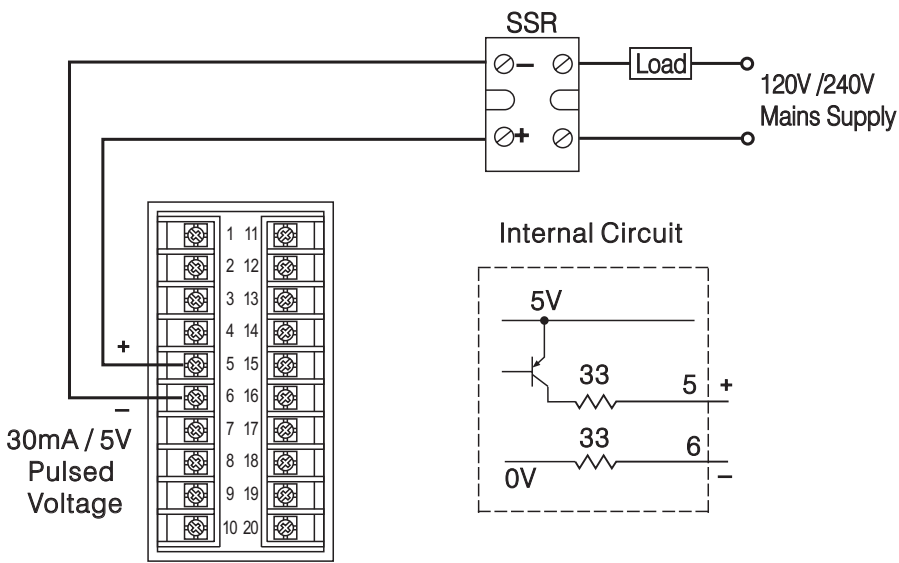 SSR
–
Load
120V /240V
Mains Supply
+
Internal Circuit
1 11
2 12
3 13
4 14
+
5 15
6 16
–
7 17
8 18
9 19
10 20
30mA / 5V
Pulsed
Voltage
5V
33
5 +
33
6
0V
–